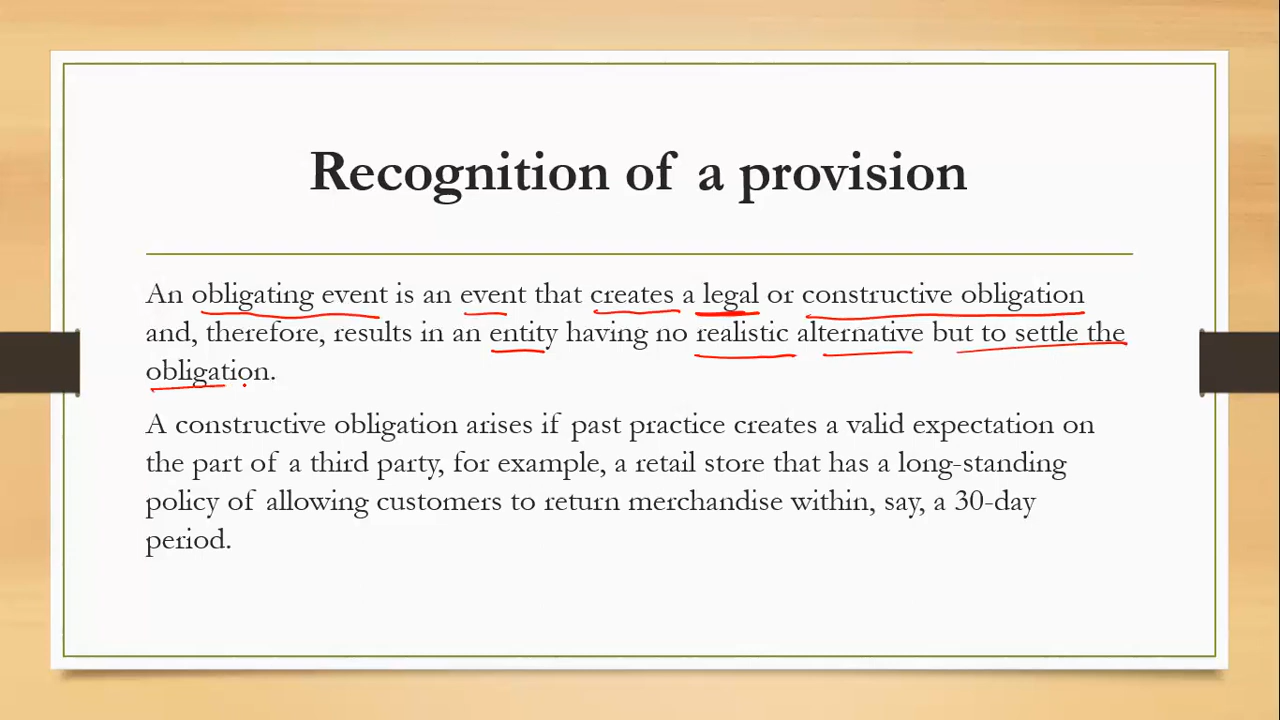 Recognition of a provision
An obligating event is an event that creates a legal or constructive obligation
and, therefore, results in an entity having no realistic alternative but to settle the
obligation.
A constructive obligation arises if past practice creates a valid expectation on
the part of a third party, for example, a retail store that has a long-standing
policy of allowing customers to return merchandise within, say, a 30-day
period.